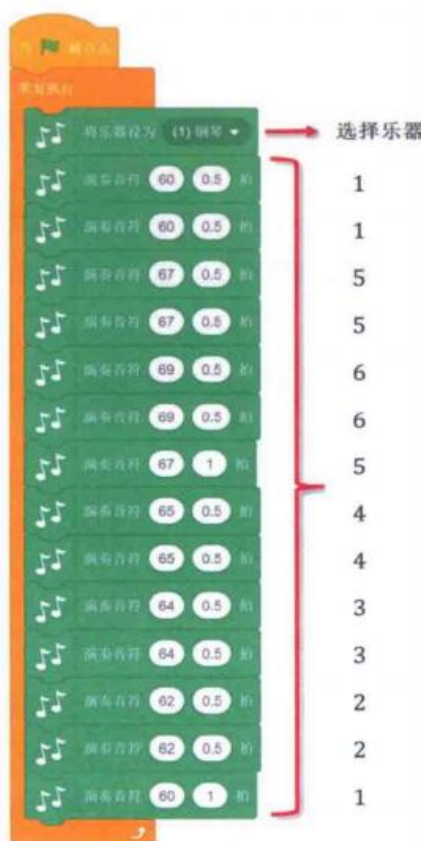 当 被点击
重复执行
将乐器设为 (1) 钢琴 选择乐器
演奏音符 60 0.5 拍 1
演奏音符 60 0.5 拍 1
演奏音符 67 0.5 拍 5
演奏音符 67 0.5 拍 5
演奏音符 69 0.5 拍 6
演奏音符 69 0.5 拍 6
演奏音符 67 1 拍 5
演奏音符 65 0.5 拍 4
演奏音符 65 0.5 拍 4
演奏音符 64 0.5 拍 3
演奏音符 64 0.5 拍 3
演奏音符 62 0.5 拍 2
演奏音符 62 0.5 拍 2
演奏音符 60 1 拍 1